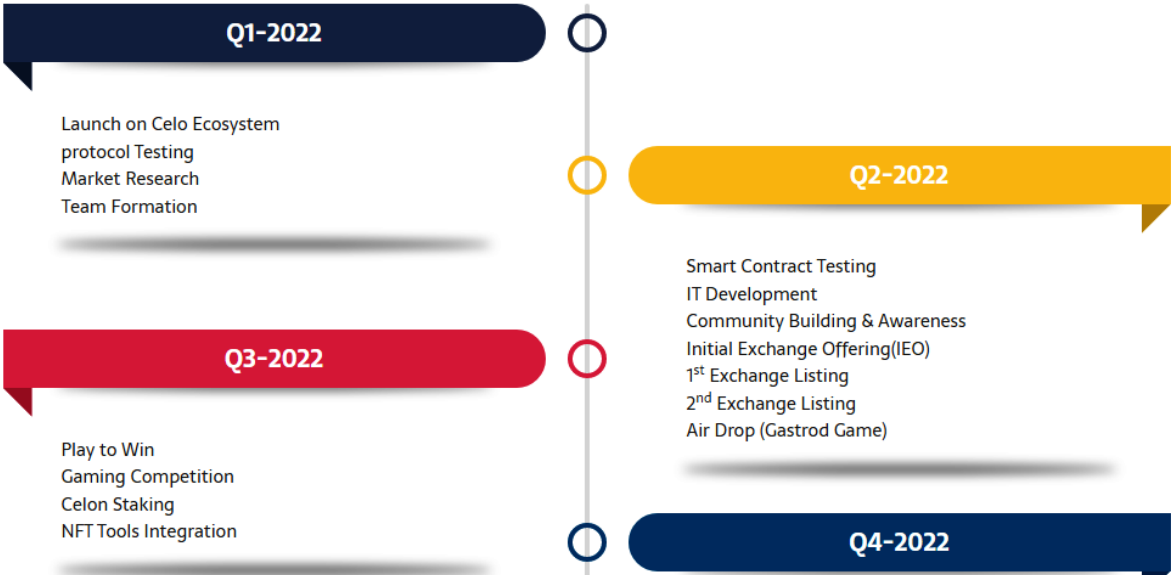 Q1-2022
Launch on Celo Ecosystem
protocol Testing
Market Research
Team Formation
Q2-2022
Smart Contract Testing
IT Development
Community Building & Awareness
Initial Exchange Offering(IEO)
1st Exchange Listing
2nd Exchange Listing
Air Drop (Gastrod Game)
Q3-2022
Play to Win
Gaming Competition
Celon Staking
NFT Tools Integration
Q4-2022